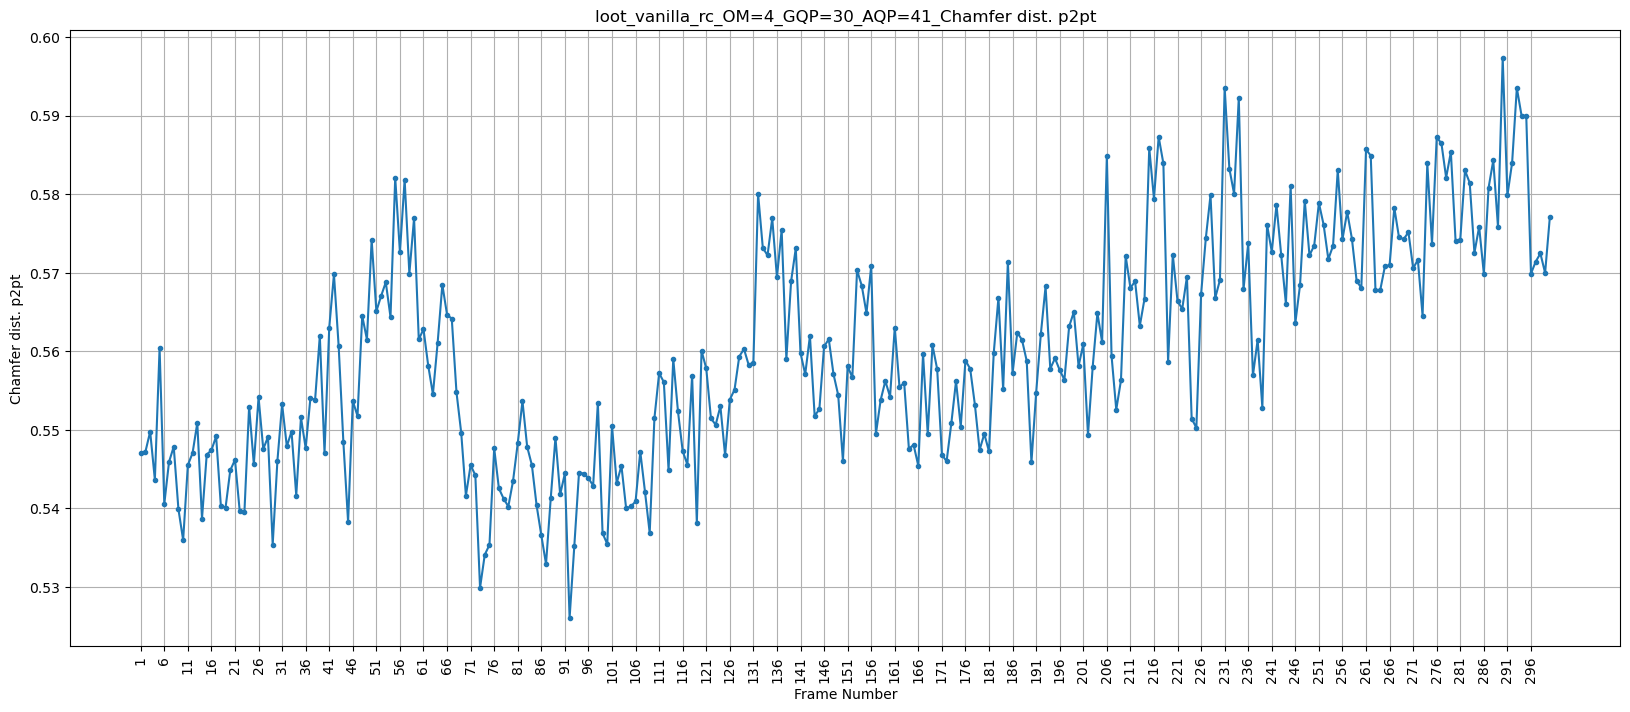 loot_vanilla_rc_OM=4_GQP=30_AQP=41_Chamfer dist. p2pt
Chamfer dist. p2pt
0.60
0.59
0.58
0.57
0.56
0.55
0.54
0.53
1 6 11 16 21 26 31 36 41 46 51 56 61 66 71 76 81 86 91 96 101 106 111 116 121 126 131 136 141 146 151 156 161 166 171 176 181 186 191 196 201 206 211 216 221 226 231 236 241 246 251 256 261 266 271 276 281 286 291 296
Frame Number